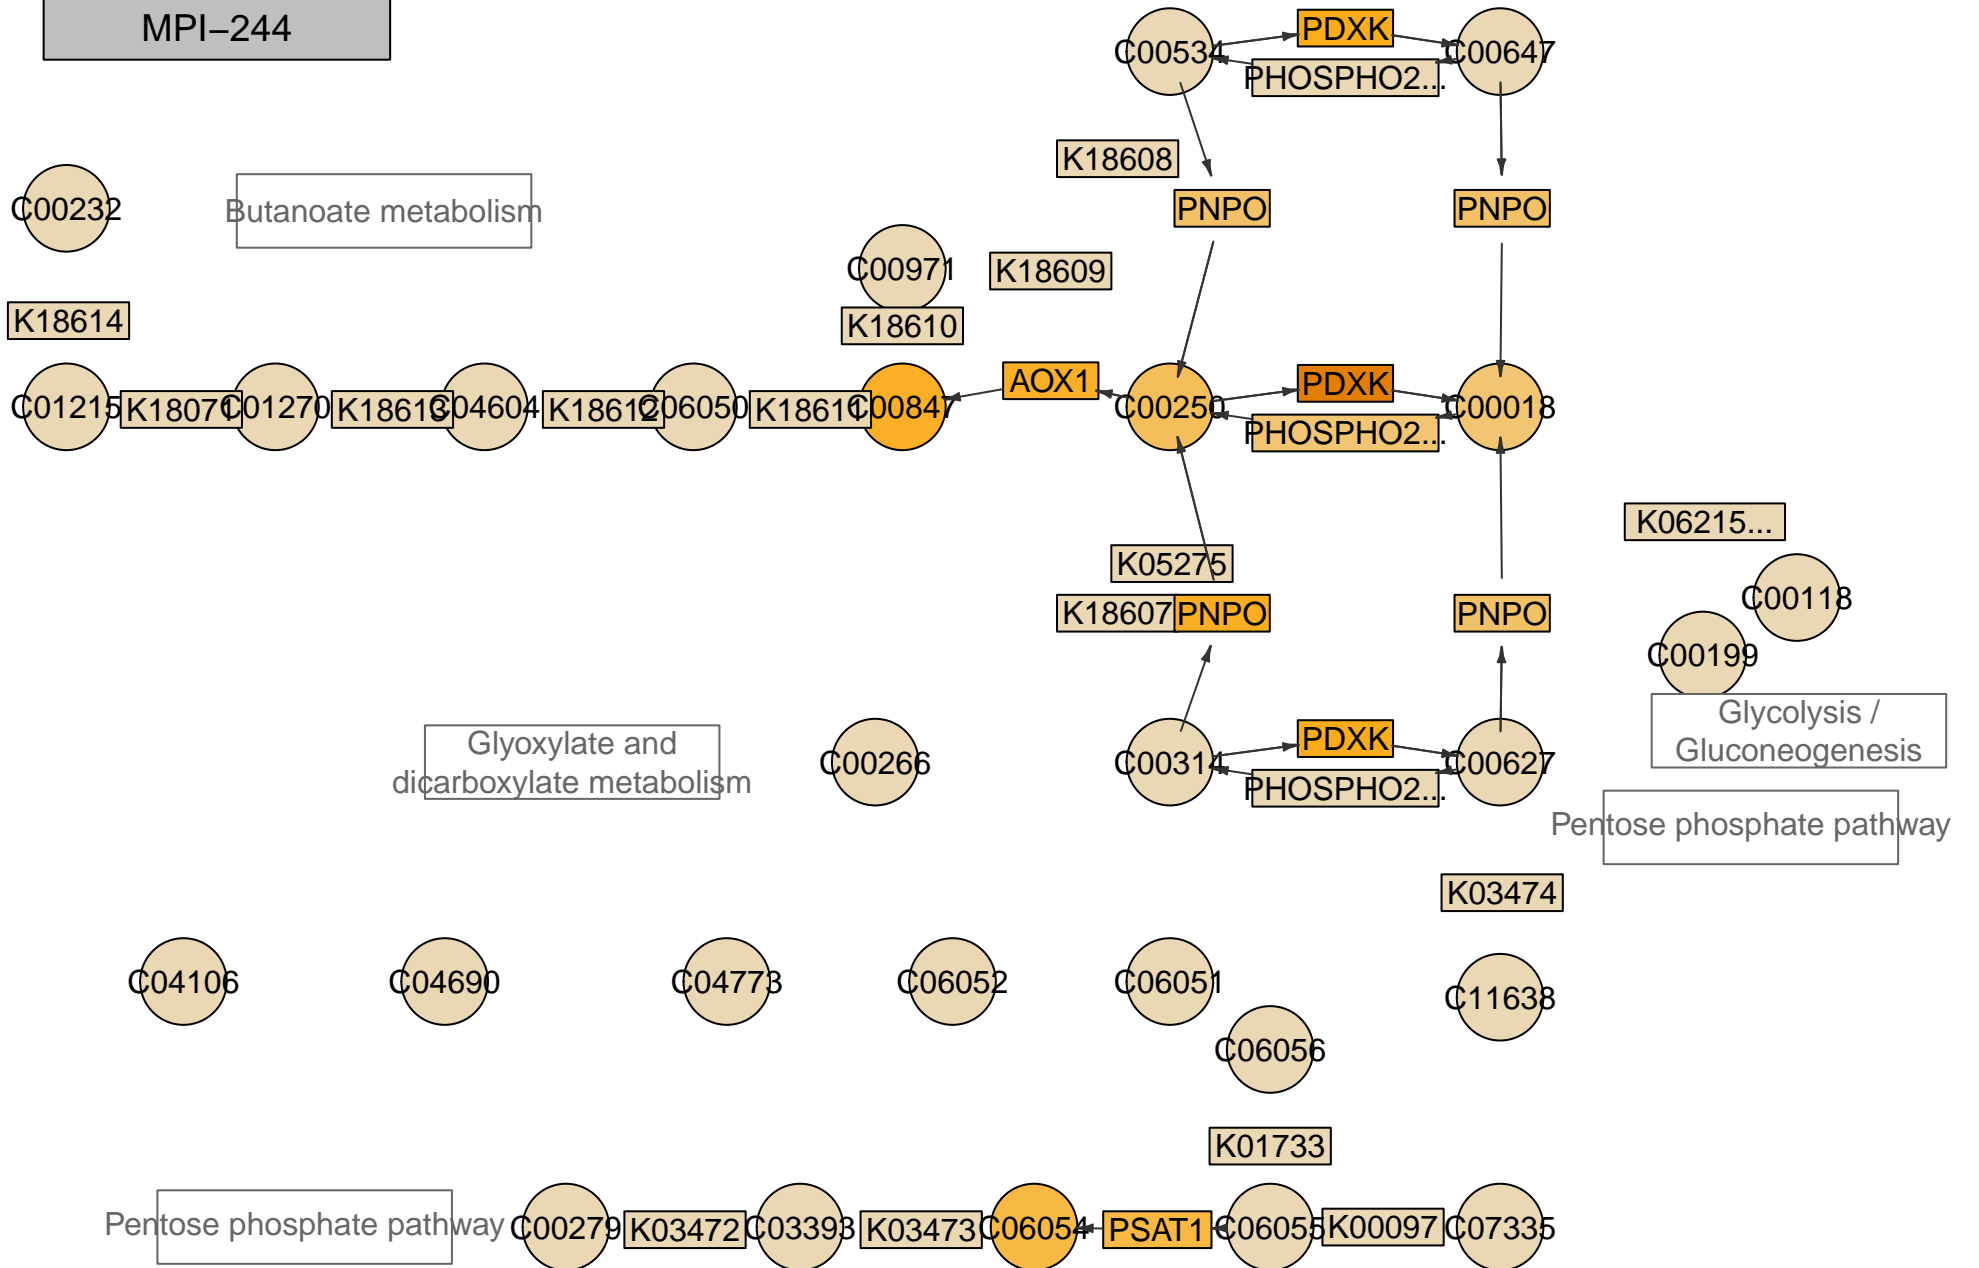 MPI−244
C00534
PDXK
C00647
PHOSPHO2...
K18608
C00232
Butanoate metabolism
PNPO
PNPO
C00971
K18609
K18614
K18610
C01215
K18071
C01270
K18613
C04604
K18612
C06050
K18611
C00847
AOX1
C00250
PDXK
PHOSPHO2...
C00018
K06215...
K05275
C00118
K18607
PNPO
PNPO
C00199
Glycolysis /
Gluconeogenesis
Glyoxylate and
dicarboxylate metabolism
C00266
C00314
PDXK
PHOSPHO2...
C00627
Pentose phosphate pathway
K03474
C04106
C04690
C04773
C06052
C06051
C11638
C06056
K01733
Pentose phosphate pathway
C00279
K03472
C03393
K03473
C06054
PSAT1
C06055
K00097
C07335